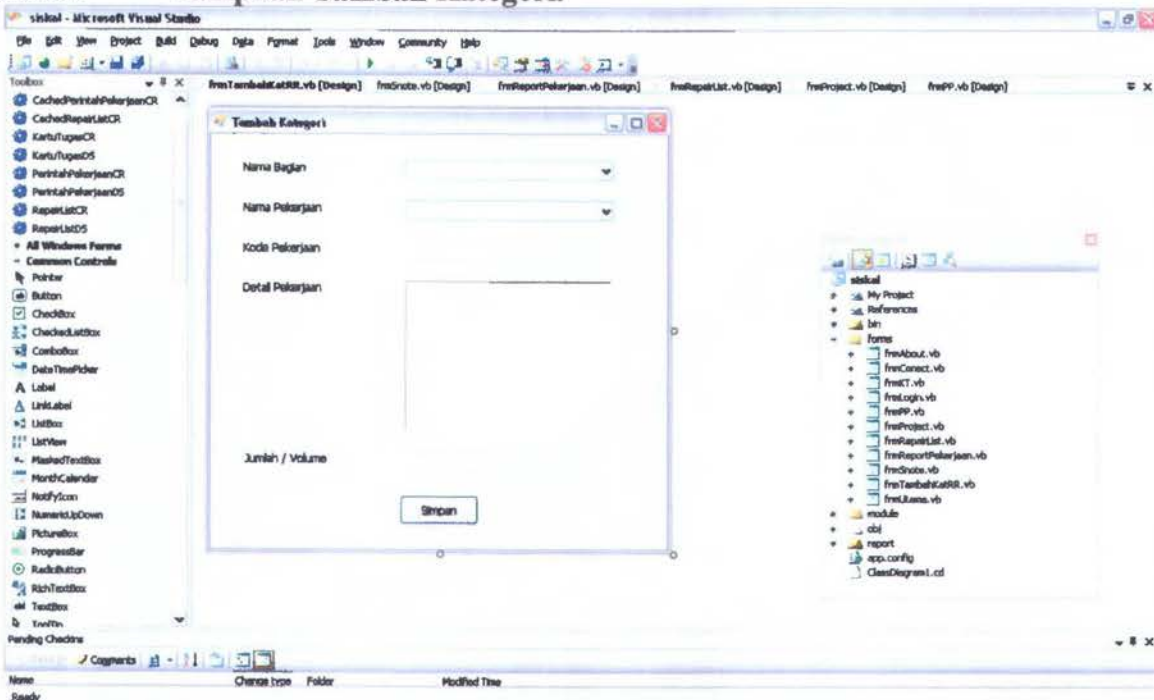 Tambah Kategori
siskal - Microsoft Visual Studio
File Edit View Project Build Debug Data Format Tools Window Community Help
Toolbox
frmTambahKatRR.vb [Design] frmSnote.vb [Design] frmReportPekerjaan.vb [Design] frmRepairList.vb [Design] frmProject.vb [Design] frmPP.vb [Design]
CachedPerintahPekerjaanCR
CachedRepairListCR
KartuTugasCR
KartuTugasDS
PerintahPekerjaanCR
PerintahPekerjaanDS
RepairListCR
RepairListDS
All Windows Forms
Common Controls
Pointer
Button
CheckBox
CheckedListBox
ComboBox
DateTimePicker
Label
LinkLabel
ListBox
ListView
MaskedTextBox
MonthCalendar
NotifyIcon
NumericUpDown
PictureBox
ProgressBar
RadioButton
RichTextBox
TextBox
ToolTip
Tambah Kategori
Nama Bagian
Nama Pekerjaan
Kode Pekerjaan
Detail Pekerjaan
Jumlah / Volume
Simpan
siskal
My Project
References
bin
forms
frmAbout.vb
frmConect.vb
frmKT.vb
frmLogin.vb
frmPP.vb
frmProject.vb
frmRepairList.vb
frmReportPekerjaan.vb
frmSnote.vb
frmTambahKatRR.vb
frmUtama.vb
module
obj
report
app.config
ClassDiagram1.cd
Pending Checkins
Comments
Name Change type Folder Modified Time
Ready